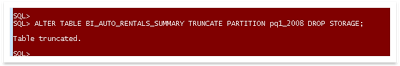 SQL>
SQL> ALTER TABLE BI_AUTO_RENTALS_SUMMARY TRUNCATE PARTITION pq1_2008 DROP STORAGE;
Table truncated.
SQL>